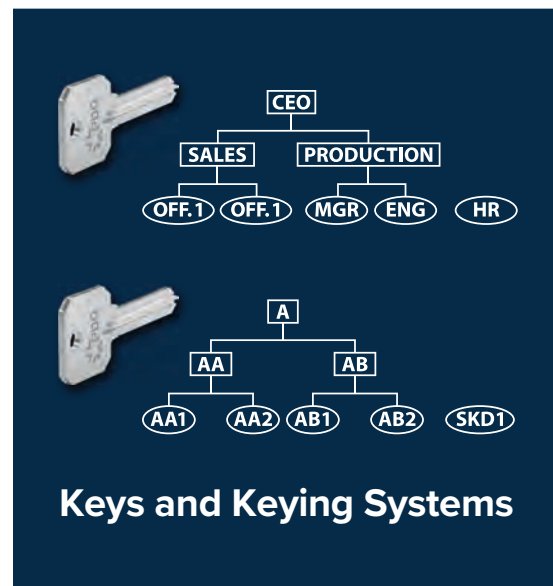 CEO
SALES PRODUCTION
OFF.1 OFF.1 MGR ENG HR
A
AA AB
AA1 AA2 AB1 AB2 SKD1
Keys and Keying Systems